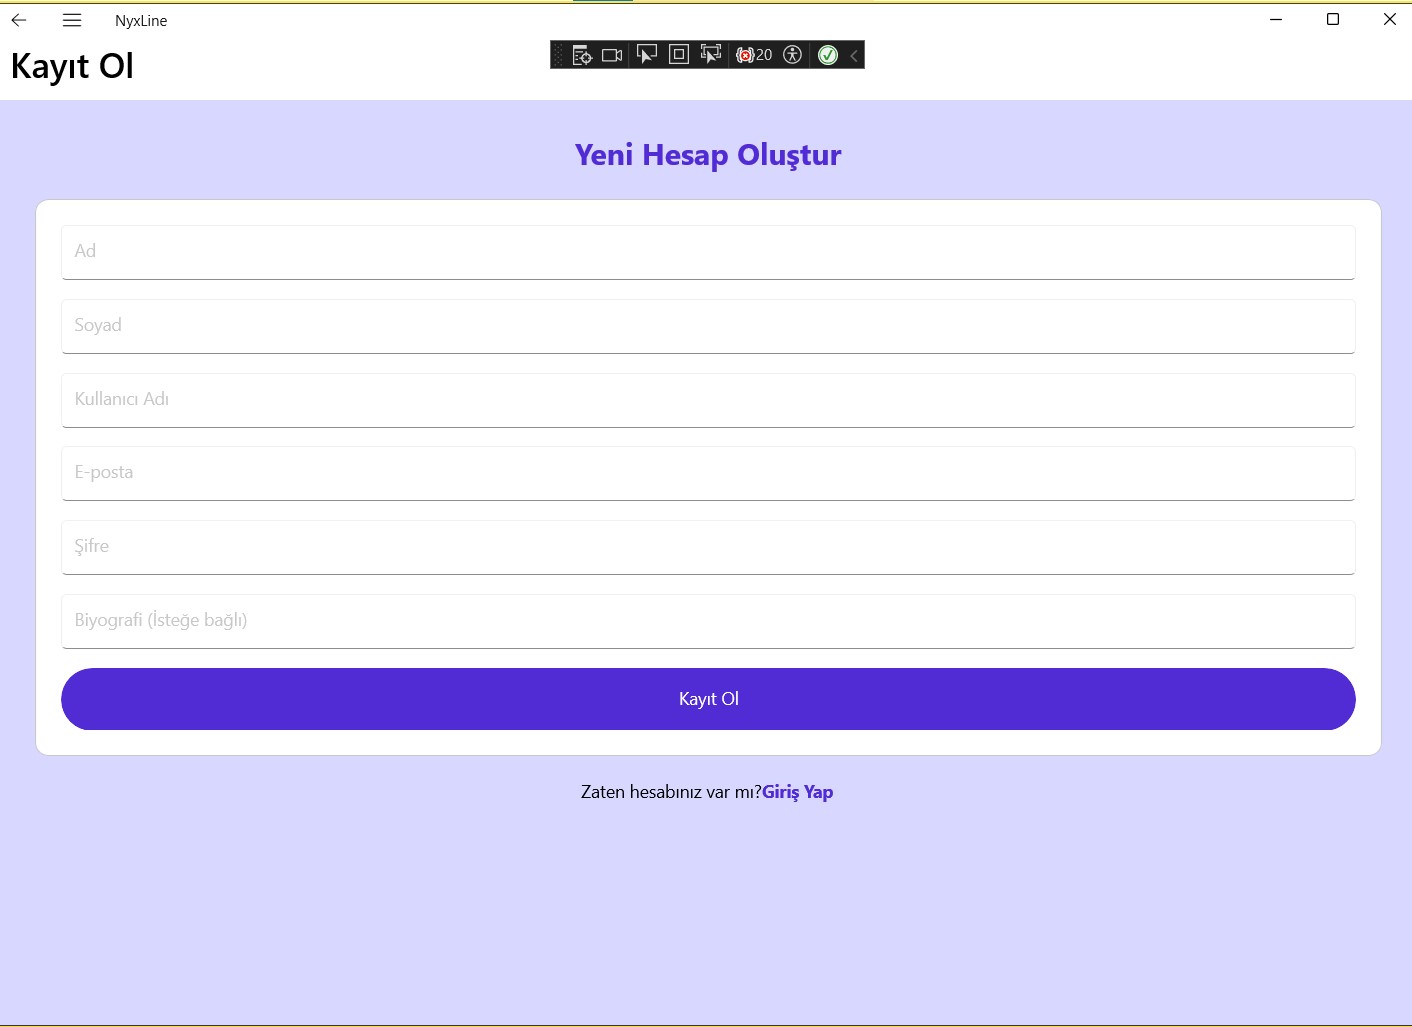 NyxLine
Kayıt Ol
20
Yeni Hesap Oluştur
Ad
Soyad
Kullanıcı Adı
E-posta
Şifre
Biyografi (İsteğe bağlı)
Kayıt Ol
Zaten hesabınız var mı?Giriş Yap